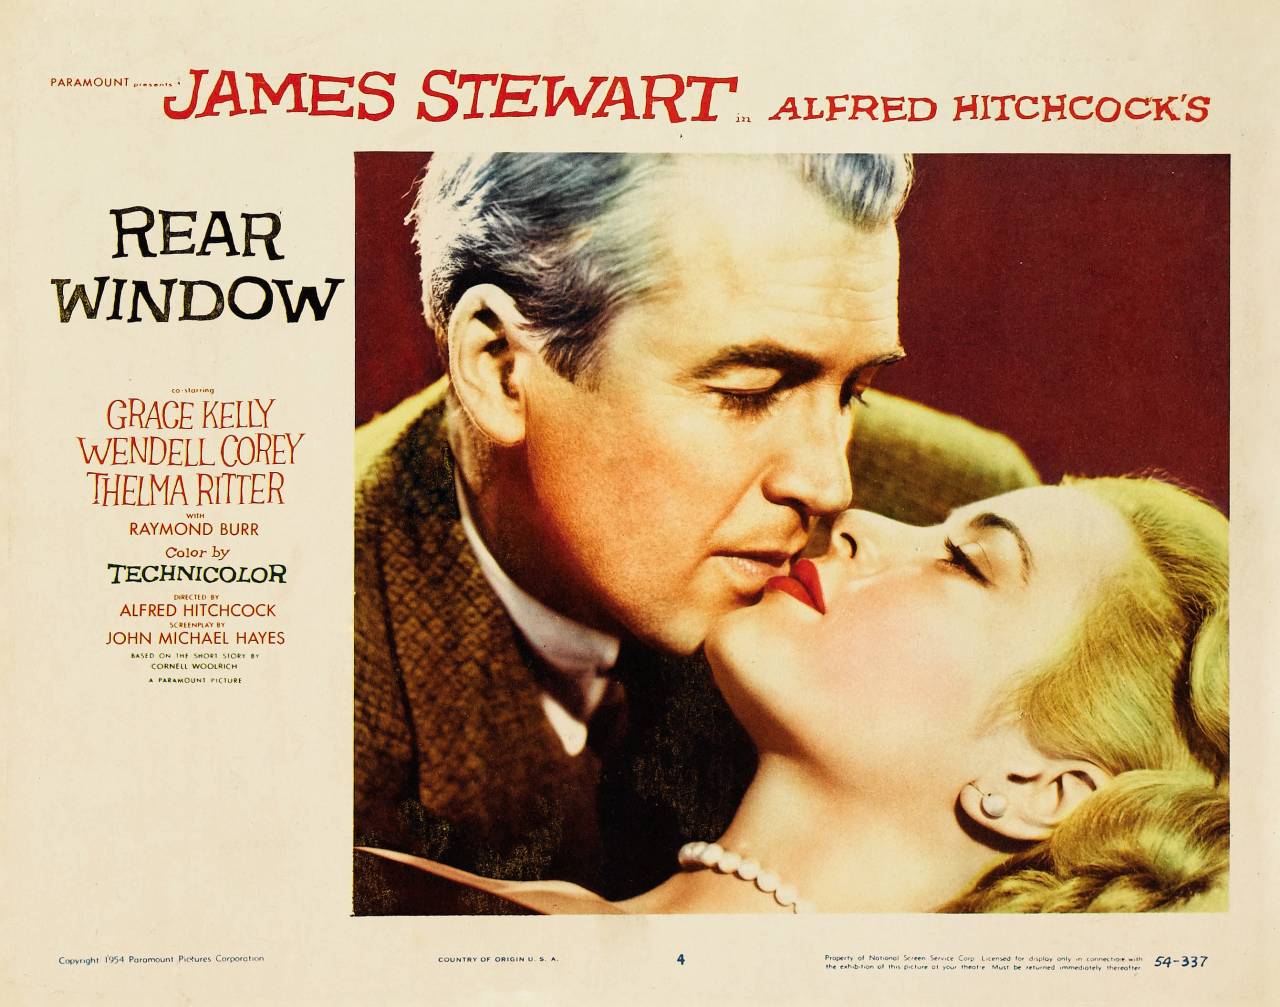 PARAMOUNT presents JAMES STEWART in ALFRED HITCHCOCK'S
REAR
WINDOW
co-starring
GRACE KELLY
WENDELL COREY
THELMA RITTER
WITH
RAYMOND BURR
Color by
TECHNICOLOR
DIRECTED BY
ALFRED HITCHCOCK
SCREENPLAY BY
JOHN MICHAEL HAYES
BASED ON THE SHORT STORY BY
CORNELL WOOLRICH
A PARAMOUNT PICTURE
Copyright 1954 Paramount Pictures Corporation
COUNTRY OF ORIGIN U. S. A.
4
Property of National Screen Service Corp. Licensed for display only in connection with
the exhibition of this picture at your theatre. Must be returned immediately thereafter.
54-337